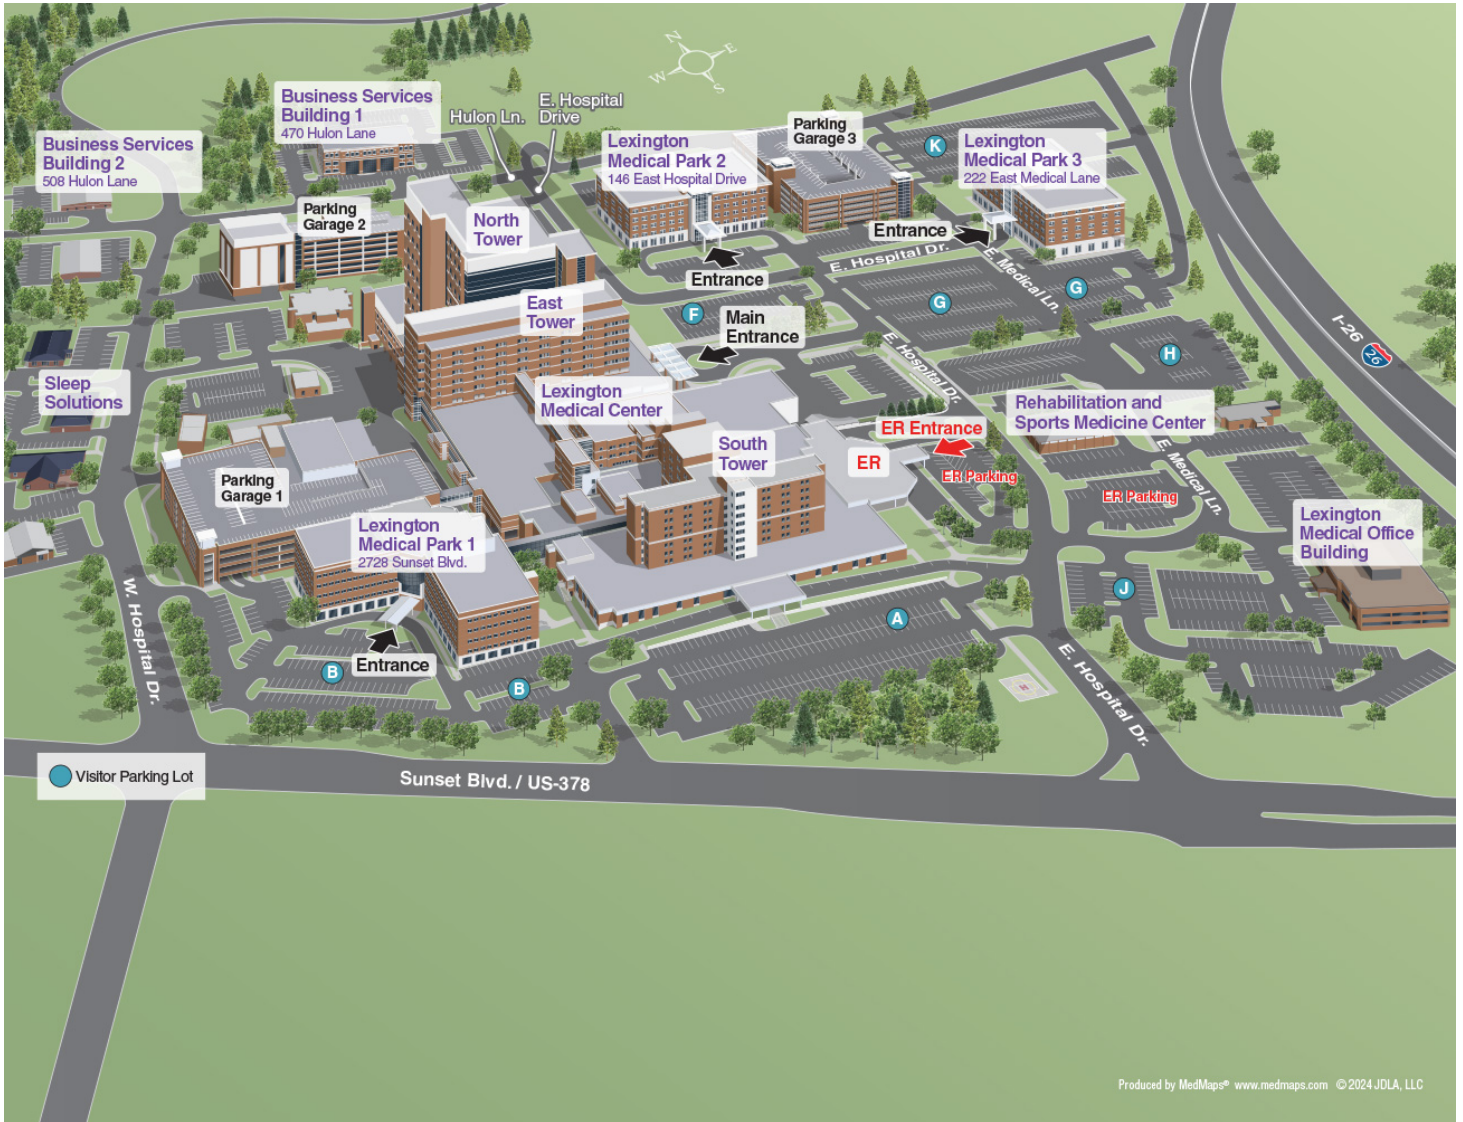 N
E
W
S
Business Services
Building 1
470 Hulon Lane
Hulon Ln.
E. Hospital
Drive
Business Services
Building 2
508 Hulon Lane
Lexington
Medical Park 2
146 East Hospital Drive
Parking
Garage 3
K
Lexington
Medical Park 3
222 East Medical Lane
Parking
Garage 2
North
Tower
Entrance
Entrance
E. Hospital Dr.
E. Medical Ln.
G
G
F
East
Tower
Main
Entrance
I-26
26
H
E. Hospital Dr.
Sleep
Solutions
Lexington
Medical Center
Rehabilitation and
Sports Medicine Center
ER Entrance
South
Tower
ER
ER Parking
E. Medical Ln.
ER Parking
Parking
Garage 1
Lexington
Medical Park 1
2728 Sunset Blvd.
Lexington
Medical Office
Building
W. Hospital Dr.
J
A
Entrance
B
B
H
E. Hospital Dr.
Visitor Parking Lot
Sunset Blvd. / US-378
Produced by MedMaps® www.medmaps.com © 2024 JDLA, LLC